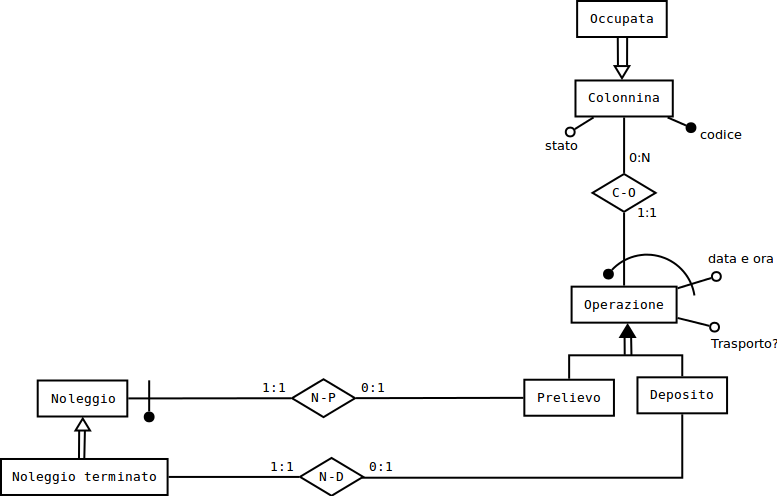 Occupata
Colonnina
stato
codice
0:N
C-O
1:1
data e ora
Operazione
Trasporto?
Noleggio
1:1
N-P
0:1
Prelievo
Deposito
Noleggio terminato
1:1
N-D
0:1